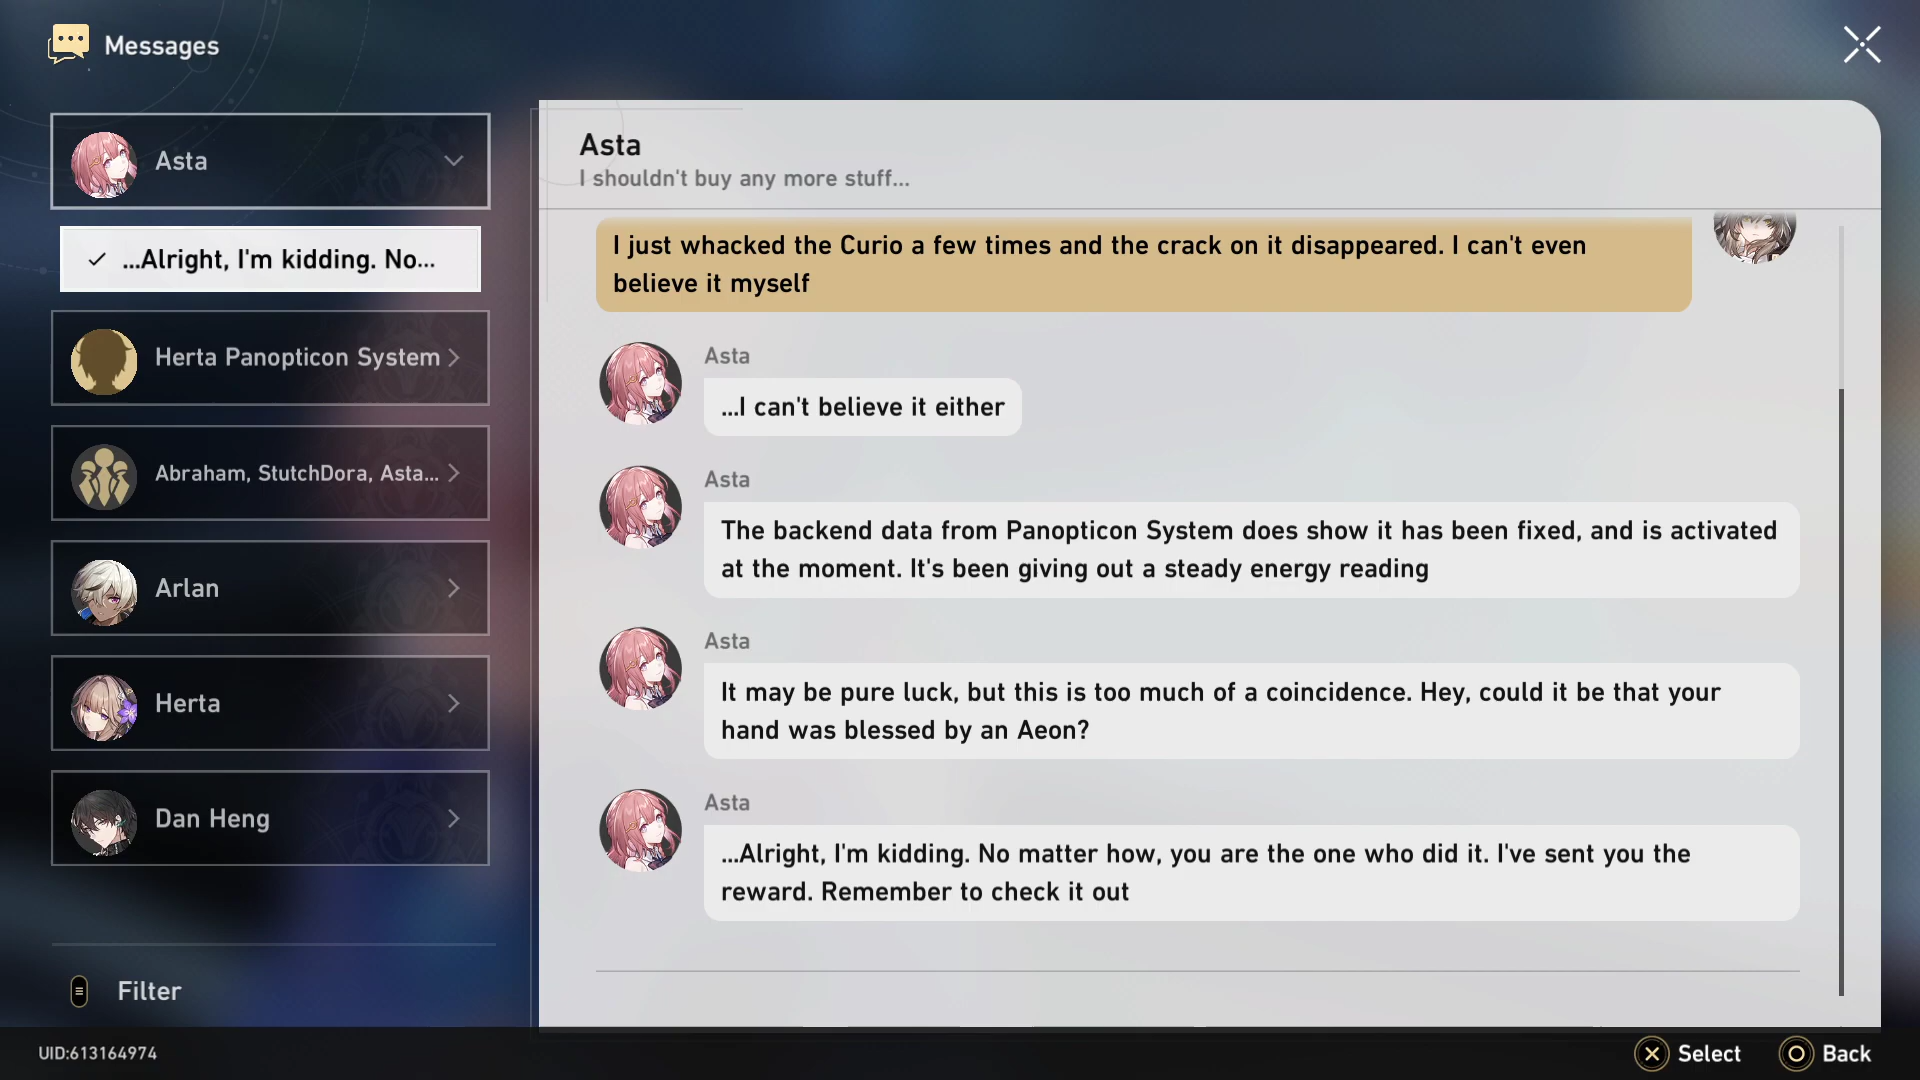 Messages
Asta
...Alright, I'm kidding. No...
Herta Panopticon System
Abraham, StutchDora, Asta...
Arlan
Herta
Dan Heng
Filter
Asta
I shouldn't buy any more stuff...
I just whacked the Curio a few times and the crack on it disappeared. I can't even
believe it myself
Asta
...I can't believe it either
Asta
The backend data from Panopticon System does show it has been fixed, and is activated
at the moment. It's been giving out a steady energy reading
Asta
It may be pure luck, but this is too much of a coincidence. Hey, could it be that your
hand was blessed by an Aeon?
Asta
...Alright, I'm kidding. No matter how, you are the one who did it. I've sent you the
reward. Remember to check it out
UID:613164974
Select
Back